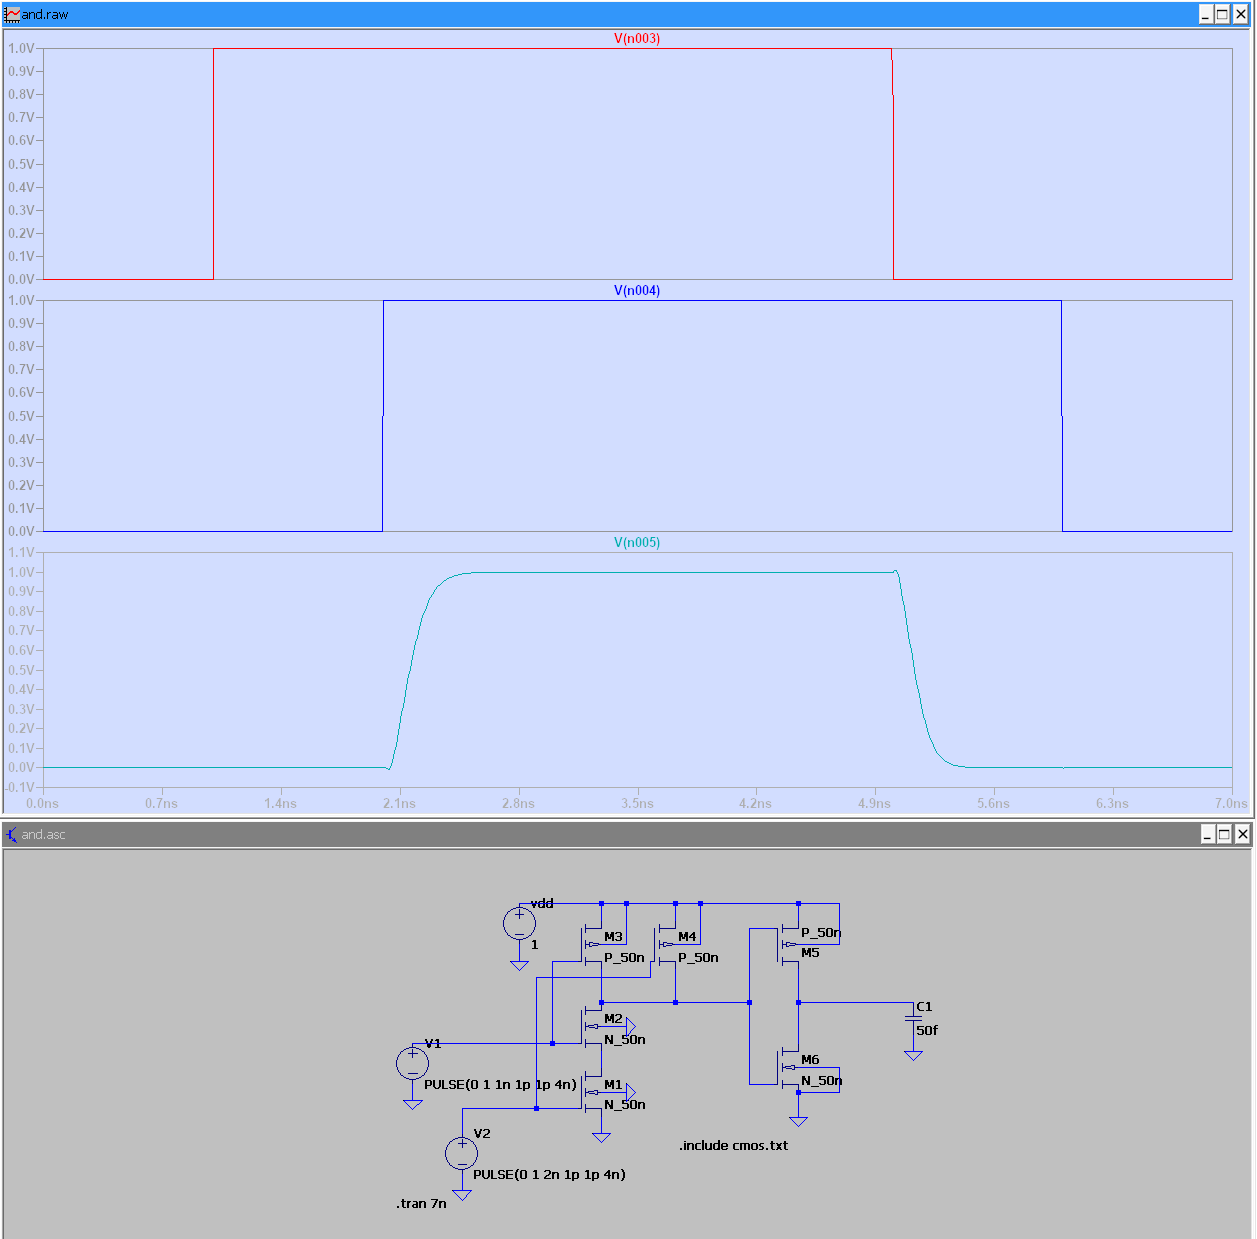 and.raw
V(n003)
1.0V
0.9V
0.8V
0.7V
0.6V
0.5V
0.4V
0.3V
0.2V
0.1V
0.0V
V(n004)
1.0V
0.9V
0.8V
0.7V
0.6V
0.5V
0.4V
0.3V
0.2V
0.1V
0.0V
V(n005)
1.1V
1.0V
0.9V
0.8V
0.7V
0.6V
0.5V
0.4V
0.3V
0.2V
0.1V
0.0V
-0.1V
0.0ns 0.7ns 1.4ns 2.1ns 2.8ns 3.5ns 4.2ns 4.9ns 5.6ns 6.3ns 7.0ns
and.asc
vdd
1
M3
P_50n
M4
P_50n
P_50n
M5
M2
N_50n
C1
50f
V1
PULSE(0 1 1n 1p 1p 4n)
M1
N_50n
M6
N_50n
V2
PULSE(0 1 2n 1p 1p 4n)
.include cmos.txt
.tran 7n